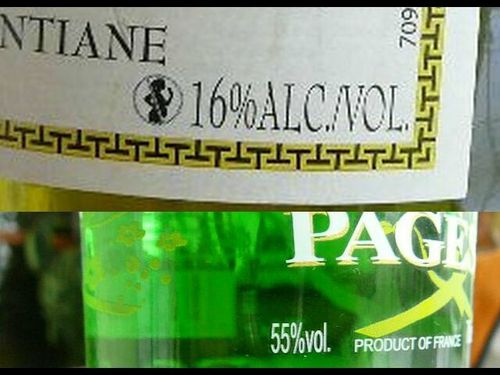 NTIANE
709
16%ALC./VOL.
PAGE
55%vol.
PRODUCT OF FRANCE